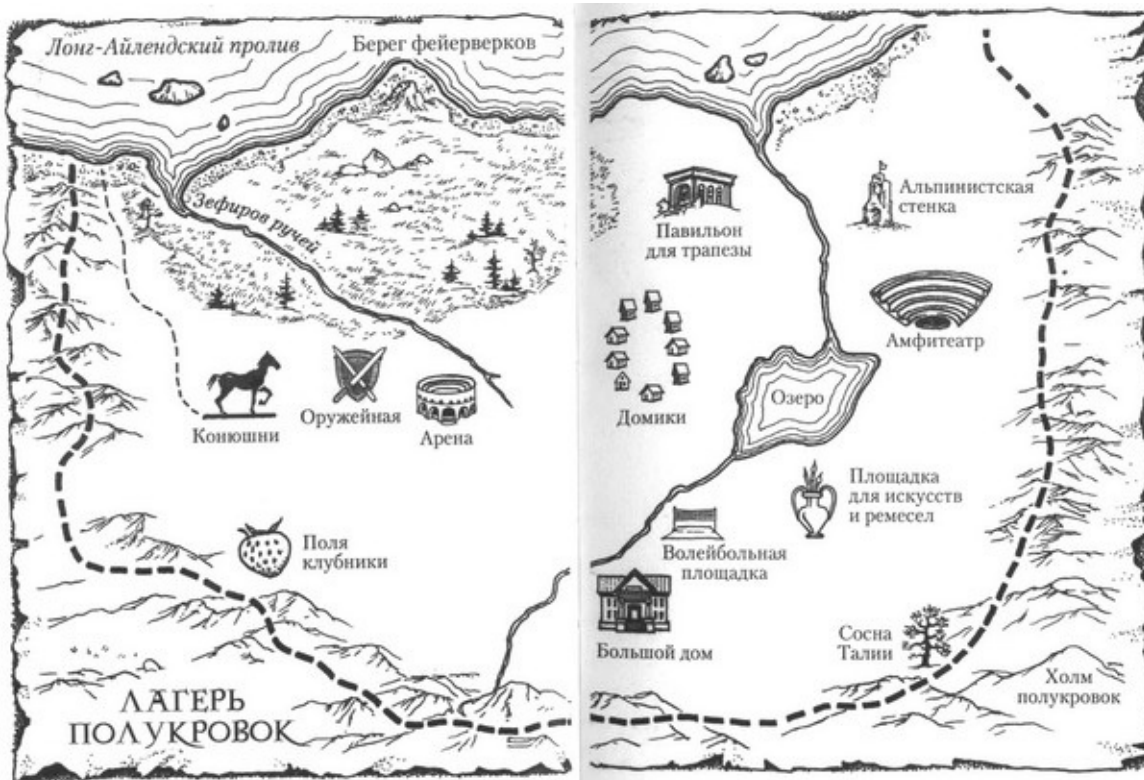 Лонг-Айлендский пролив
Берег фейерверков
Зефиров ручей
Конюшни
Оружейная
Арена
Поля
клубники
ЛАГЕРЬ
ПОЛУКРОВОК
Павильон
для трапезы
Альпинистская
стенка
Амфитеатр
Домики
Озеро
Площадка
для искусств
и ремесел
Волейбольная
площадка
Большой дом
Сосна
Талии
Холм
полукровок